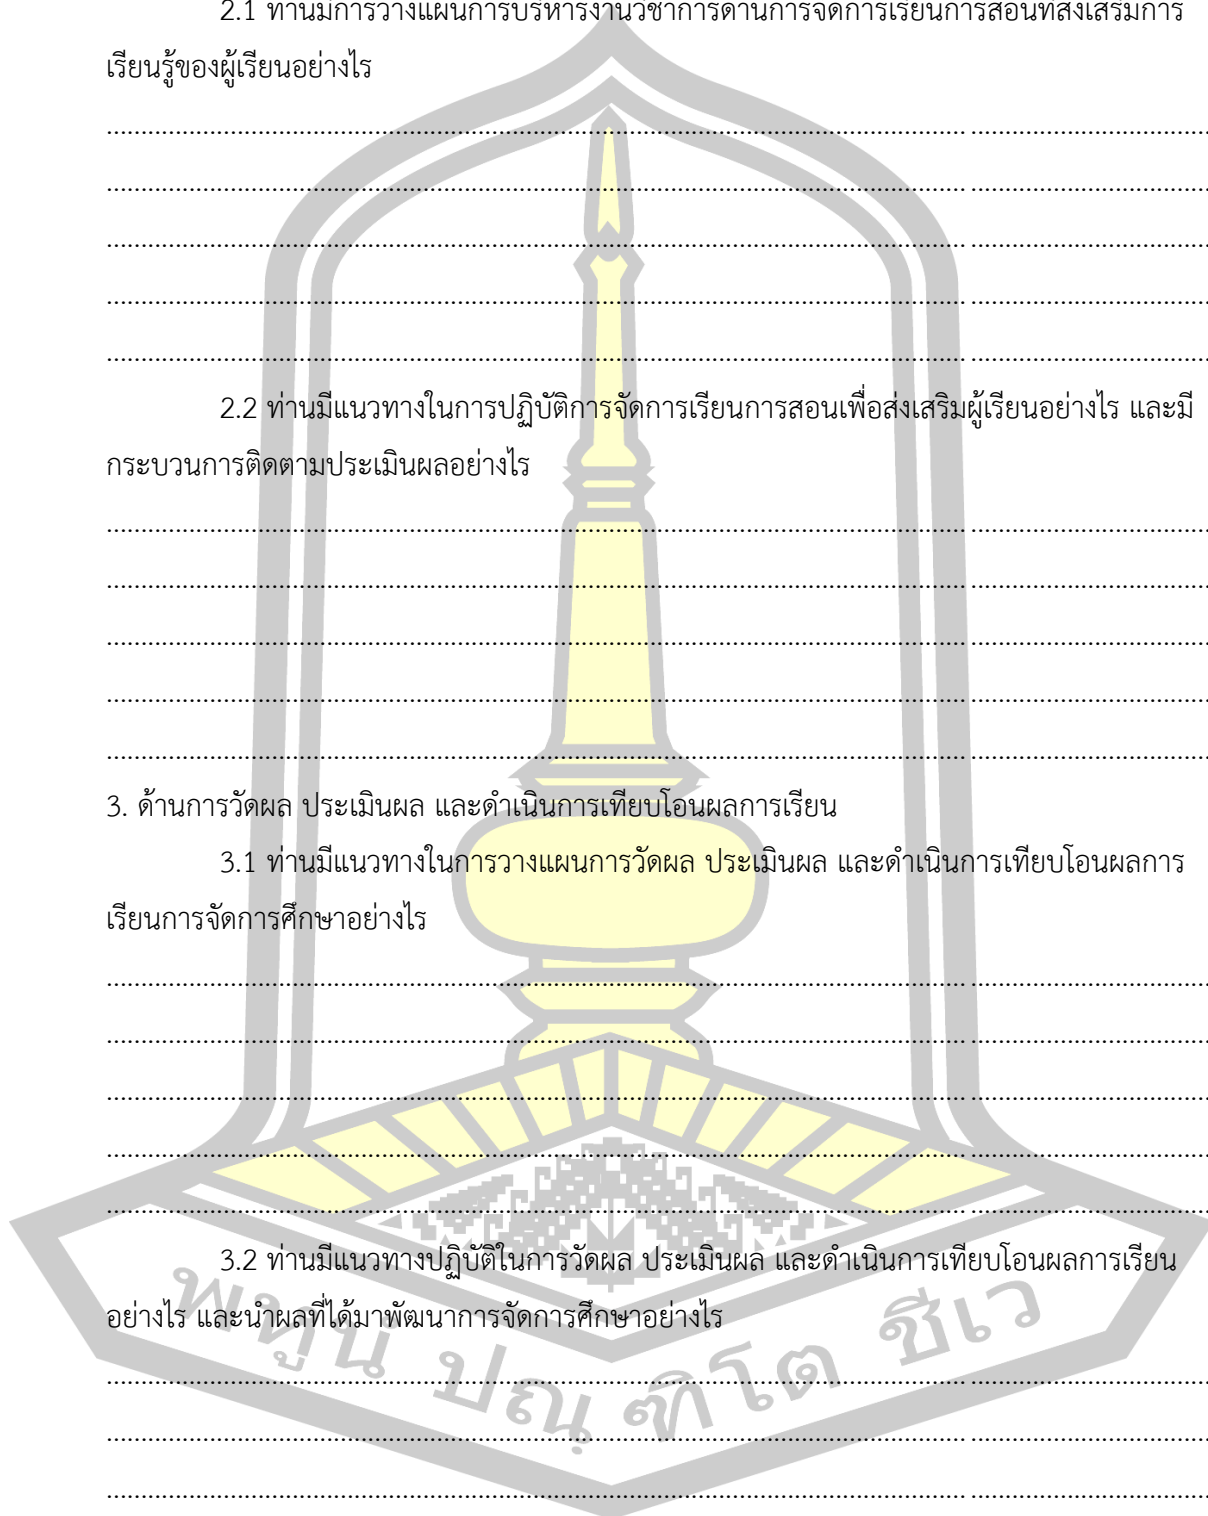 2.1 ท่านมีการวางแผนการบริหารงานวิชาการด้านการจัดการเรียนการสอนที่ส่งเสริมการ
เรียนรู้ของผู้เรียนอย่างไร
2.2 ท่านมีแนวทางในการปฏิบัติการจัดการเรียนการสอนเพื่อส่งเสริมผู้เรียนอย่างไร และมี
กระบวนการติดตามประเมินผลอย่างไร
3. ด้านการวัดผล ประเมินผล และดำเนินการเทียบโอนผลการเรียน
3.1 ท่านมีแนวทางในการวางแผนการวัดผล ประเมินผล และดำเนินการเทียบโอนผลการ
เรียนการจัดการศึกษาอย่างไร
3.2 ท่านมีแนวทางปฏิบัติในการวัดผล ประเมินผล และดำเนินการเทียบโอนผลการเรียน
อย่างไร และนำผลที่ได้มาพัฒนาการจัดการศึกษาอย่างไร
พหูนํ ปณฺฑิโต ชีเว